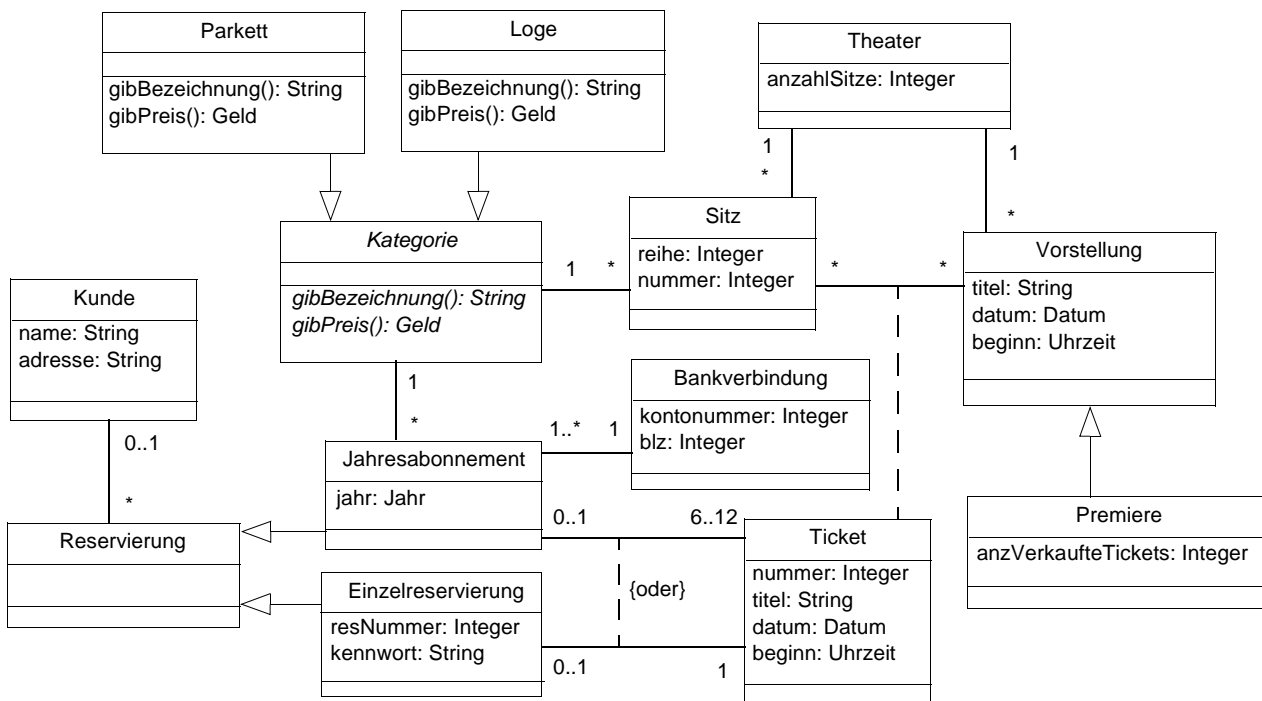 Parkett
gibBezeichnung(): String
gibPreis(): Geld
Loge
gibBezeichnung(): String
gibPreis(): Geld
Theater
anzahlSitze: Integer
1
*
1
*
Kategorie
gibBezeichnung(): String
gibPreis(): Geld
1
*
Sitz
reihe: Integer
nummer: Integer
*
*
Vorstellung
titel: String
datum: Datum
beginn: Uhrzeit
Kunde
name: String
adresse: String
0..1
*
1
*
Bankverbindung
kontonummer: Integer
blz: Integer
1..*
1
Jahresabonnement
jahr: Jahr
0..1
6..12
Reservierung
Einzelreservierung
resNummer: Integer
kennwort: String
{oder}
0..1
1
Ticket
nummer: Integer
titel: String
datum: Datum
beginn: Uhrzeit
Premiere
anzVerkaufteTickets: Integer